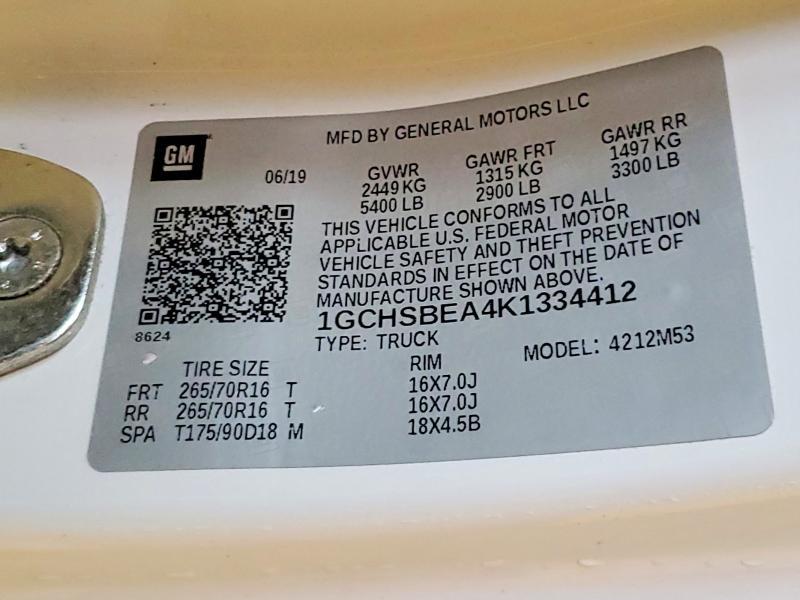 MFD BY GENERAL MOTORS LLC
GM
06/19
GVWR GAWR FRT GAWR RR
2449 KG 1315 KG 1497 KG
5400 LB 2900 LB 3300 LB
THIS VEHICLE CONFORMS TO ALL
APPLICABLE U.S. FEDERAL MOTOR
VEHICLE SAFETY AND THEFT PREVENTION
STANDARDS IN EFFECT ON THE DATE OF
MANUFACTURE SHOWN ABOVE.
1GCHSBEA4K1334412
8624
TYPE: TRUCK MODEL: 4212M53
TIRE SIZE RIM
FRT 265/70R16 T 16X7.0J
RR 265/70R16 T 16X7.0J
SPA T175/90D18 M 18X4.5B